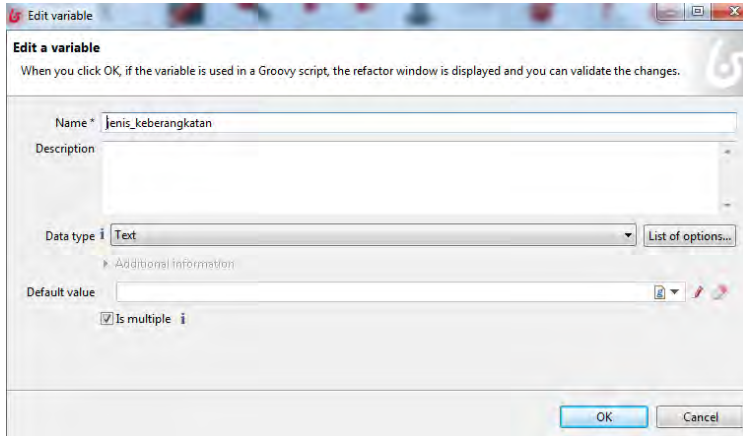 Edit variable
Edit a variable
When you click OK, if the variable is used in a Groovy script, the refactor window is displayed and you can validate the changes.
Name * jenis_keberangkatan
Description
Data type i Text List of options...
Additional information
Default value
Is multiple i
OK Cancel